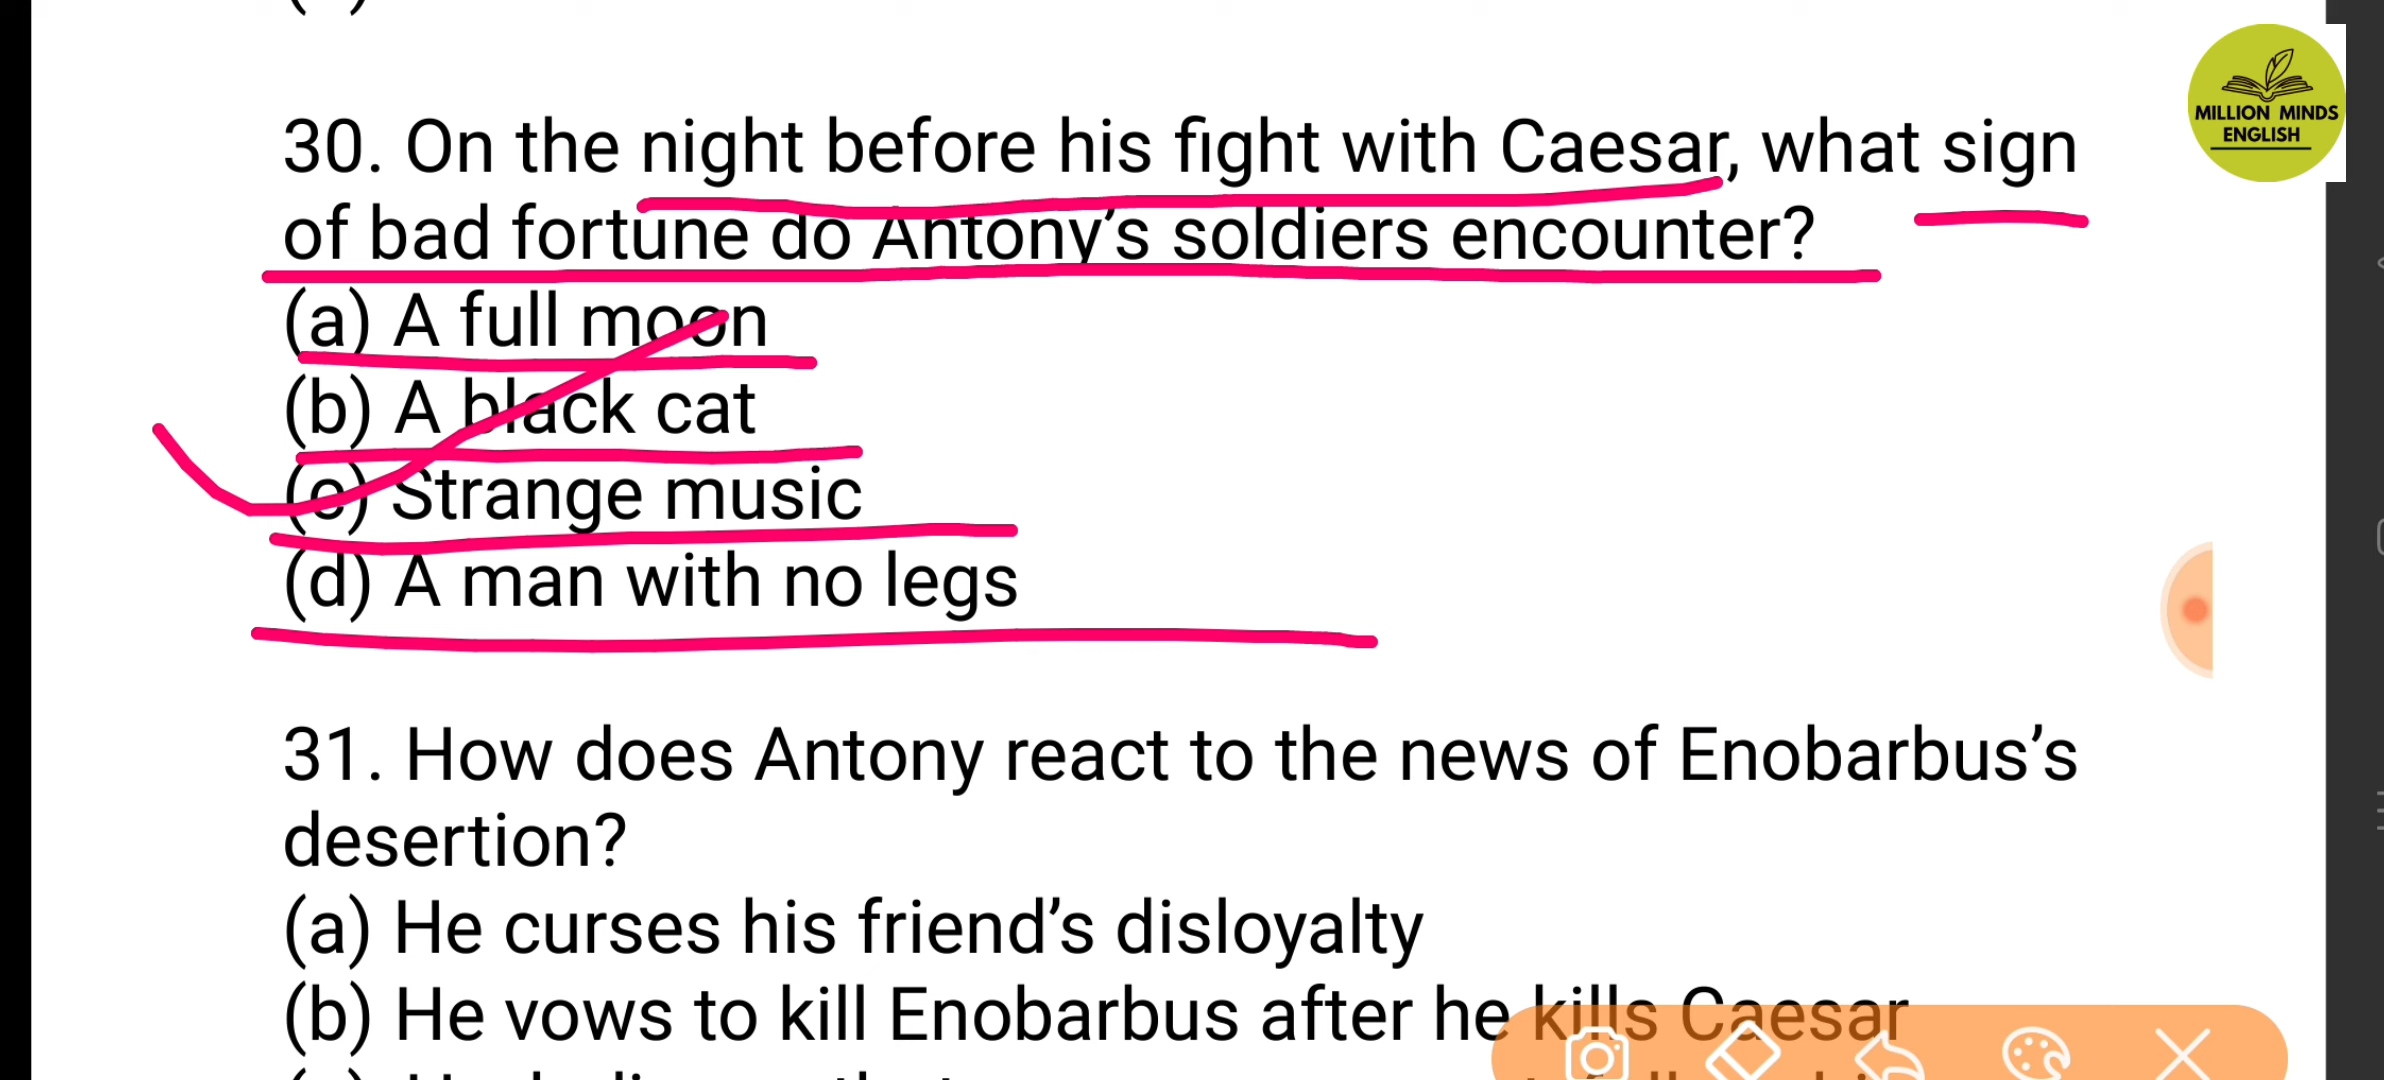 MILLION MINDS
ENGLISH
30. On the night before his fight with Caesar, what sign
of bad fortune do Antony’s soldiers encounter?
(a) A full moon
(b) A black cat
(c) Strange music
(d) A man with no legs
31. How does Antony react to the news of Enobarbus’s
desertion?
(a) He curses his friend’s disloyalty
(b) He vows to kill Enobarbus after he kills Caesar